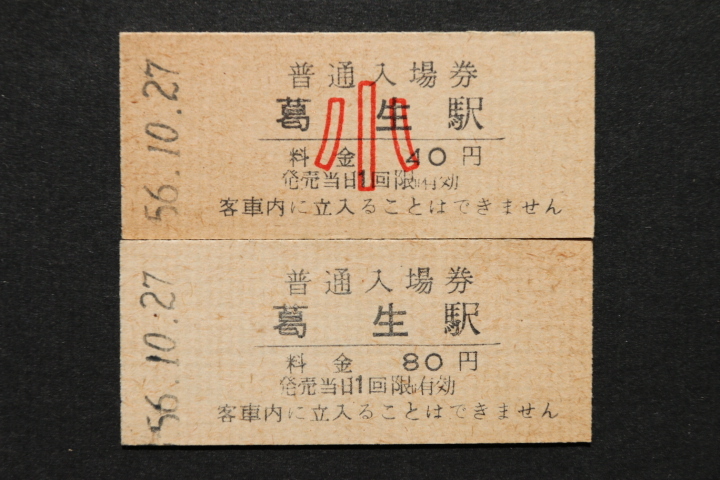 56.10.27
普通入場券
小
葛生駅
料金 40円
発売当日1回限り有効
客車内に立入ることはできません
56.10.27
普通入場券
葛生駅
料金 80円
発売当日1回限り有効
客車内に立入ることはできません